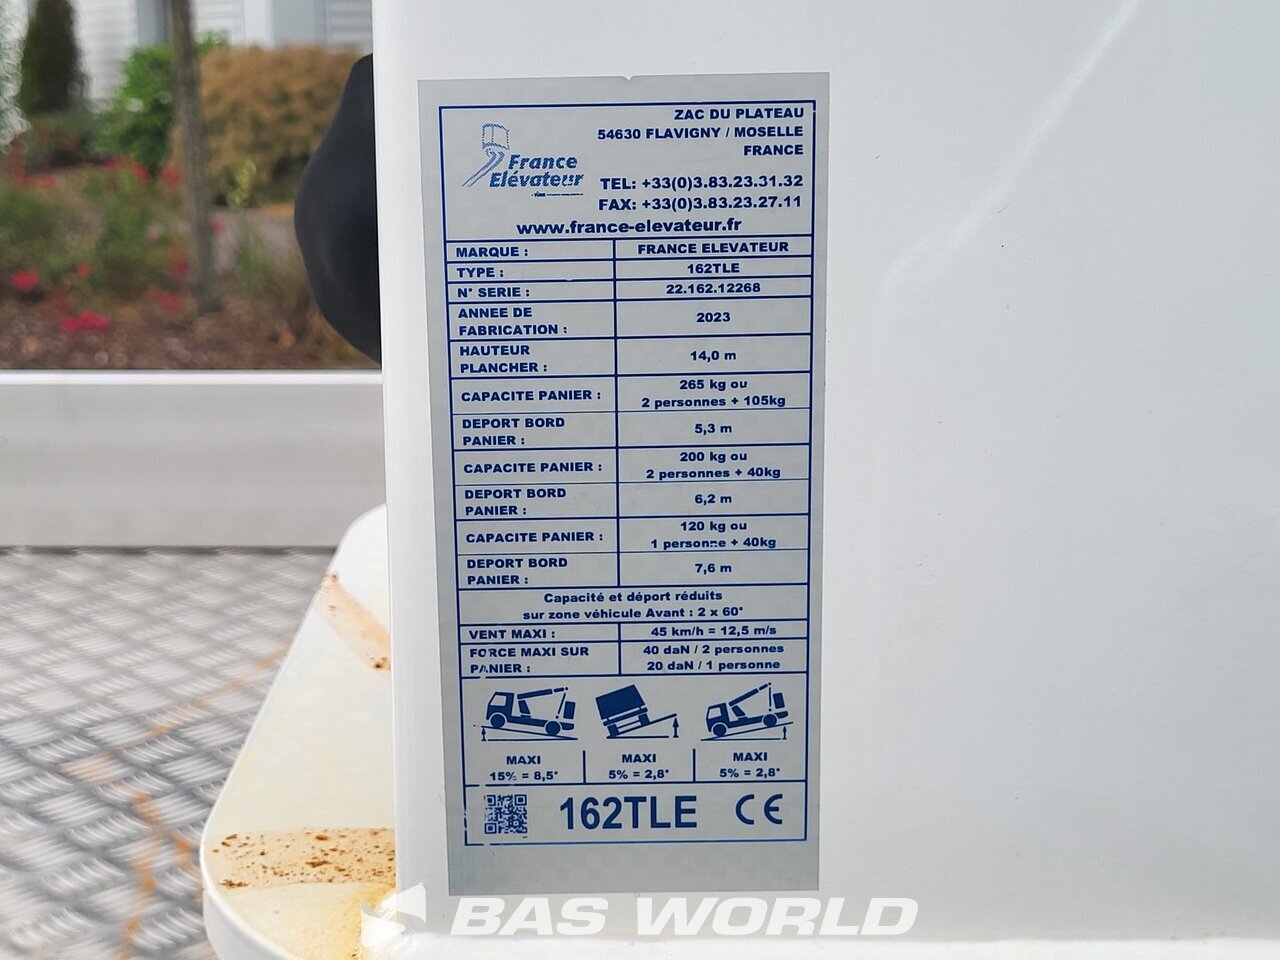 ZAC DU PLATEAU
54630 FLAVIGNY / MOSELLE
FRANCE
France
Elévateur
TEL: +33(0)3.83.23.31.32
FAX: +33(0)3.83.23.27.11
www.france-elevateur.fr
MARQUE : FRANCE ELEVATEUR
TYPE : 162TLE
N° SERIE : 22.162.12268
ANNEE DE
FABRICATION : 2023
HAUTEUR
PLANCHER : 14,0 m
CAPACITE PANIER : 265 kg ou
2 personnes + 105kg
DEPORT BORD
PANIER : 5,3 m
CAPACITE PANIER : 200 kg ou
2 personnes + 40kg
DEPORT BORD
PANIER : 6,2 m
CAPACITE PANIER : 120 kg ou
1 personne + 40kg
DEPORT BORD
PANIER : 7,6 m
Capacité et déport réduits
sur zone véhicule Avant : 2 x 60°
VENT MAXI : 45 km/h = 12,5 m/s
FORCE MAXI SUR
PANIER : 40 daN / 2 personnes
20 daN / 1 personne
MAXI
15% = 8,5°
MAXI
5% = 2,8°
MAXI
5% = 2,8°
162TLE CE
BAS WORLD